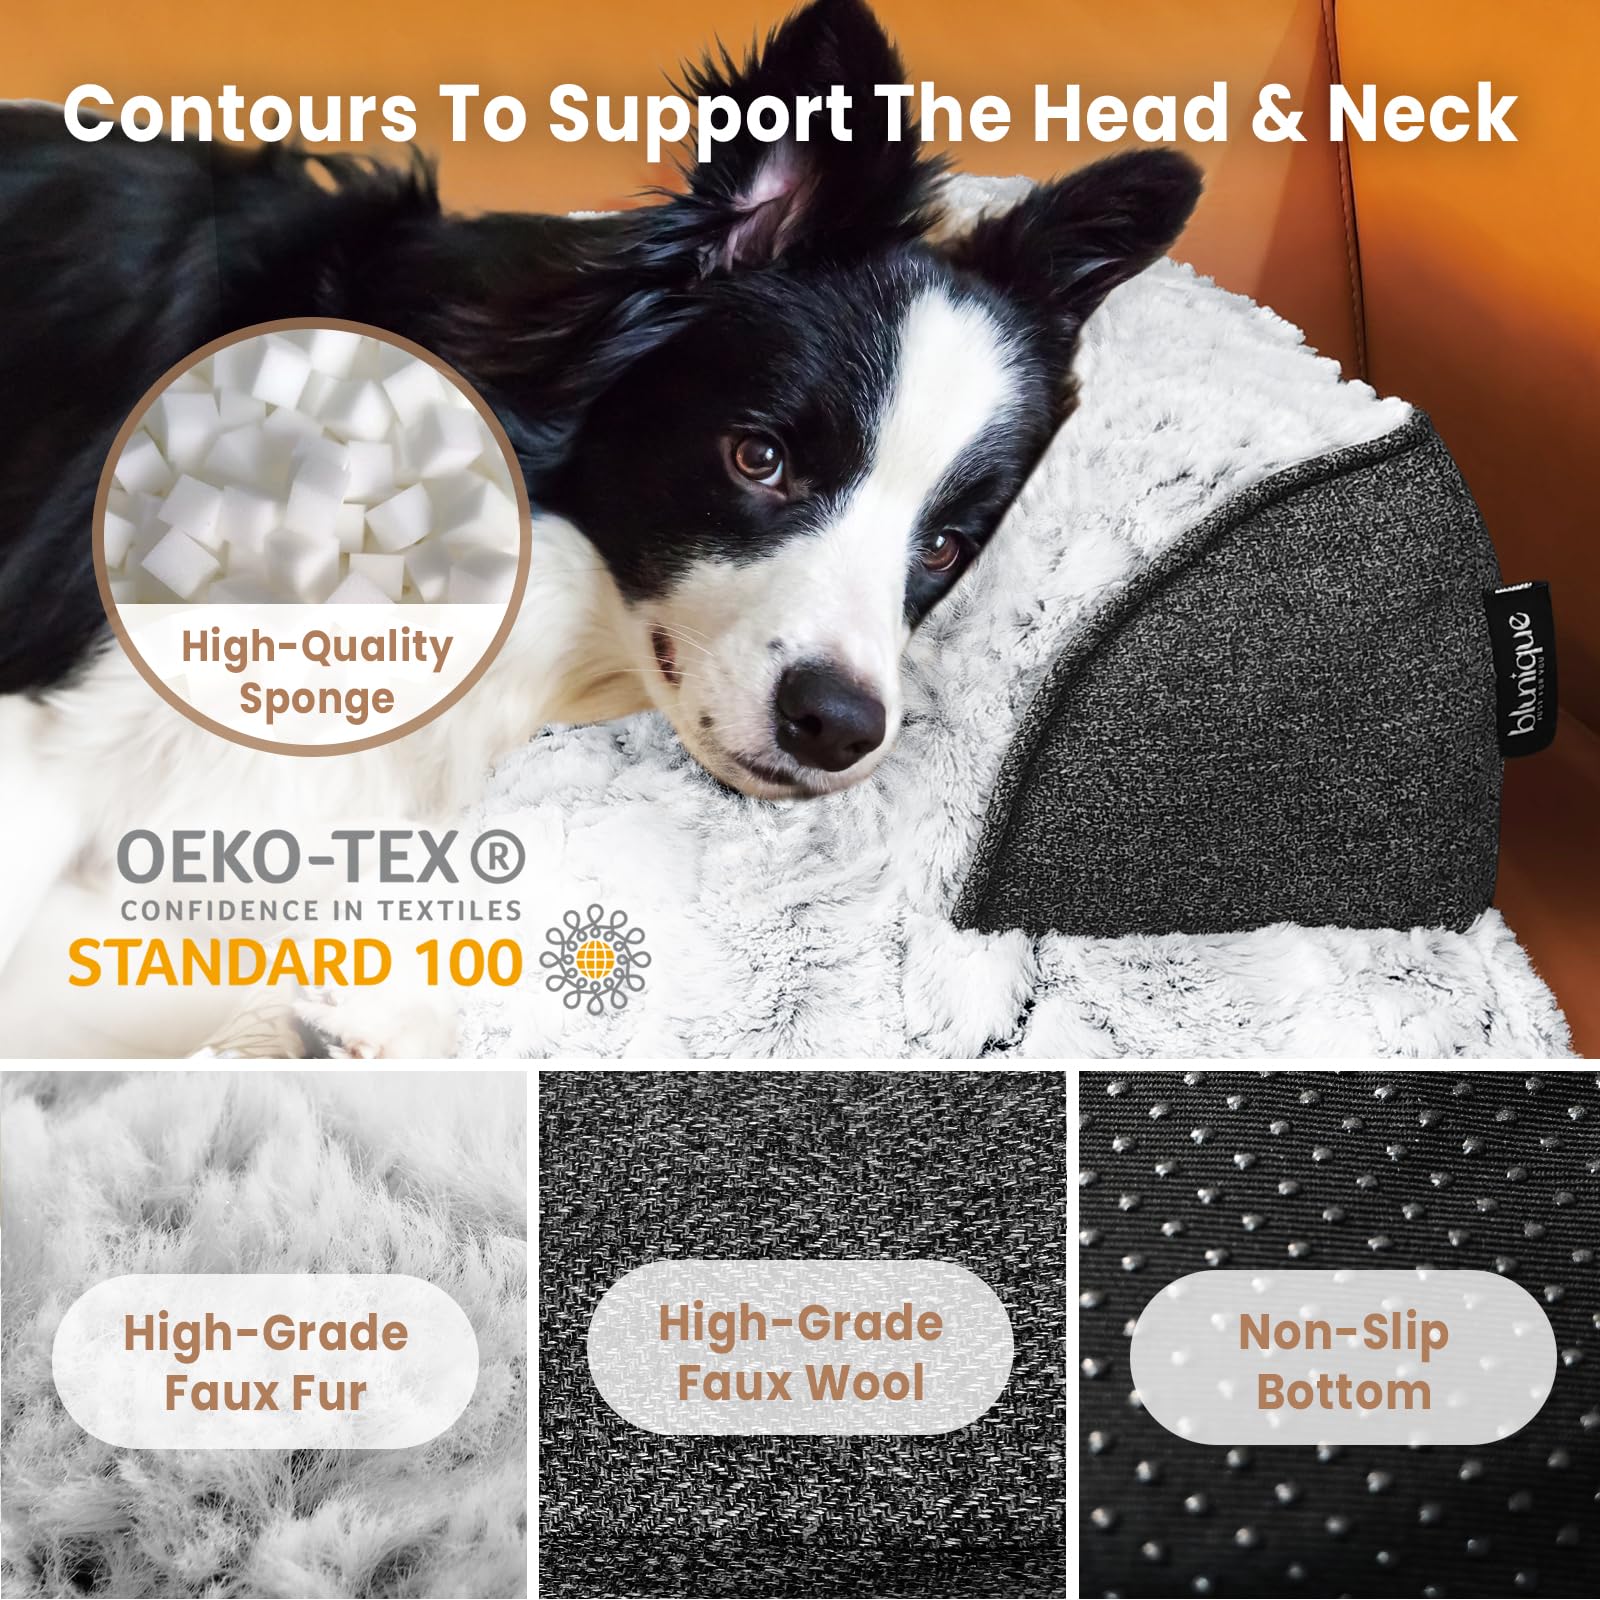 Contours To Support The Head & Neck
High-Quality
Sponge
blunique
OEKO-TEX®
CONFIDENCE IN TEXTILES
STANDARD 100
High-Grade
Faux Fur
High-Grade
Faux Wool
Non-Slip
Bottom